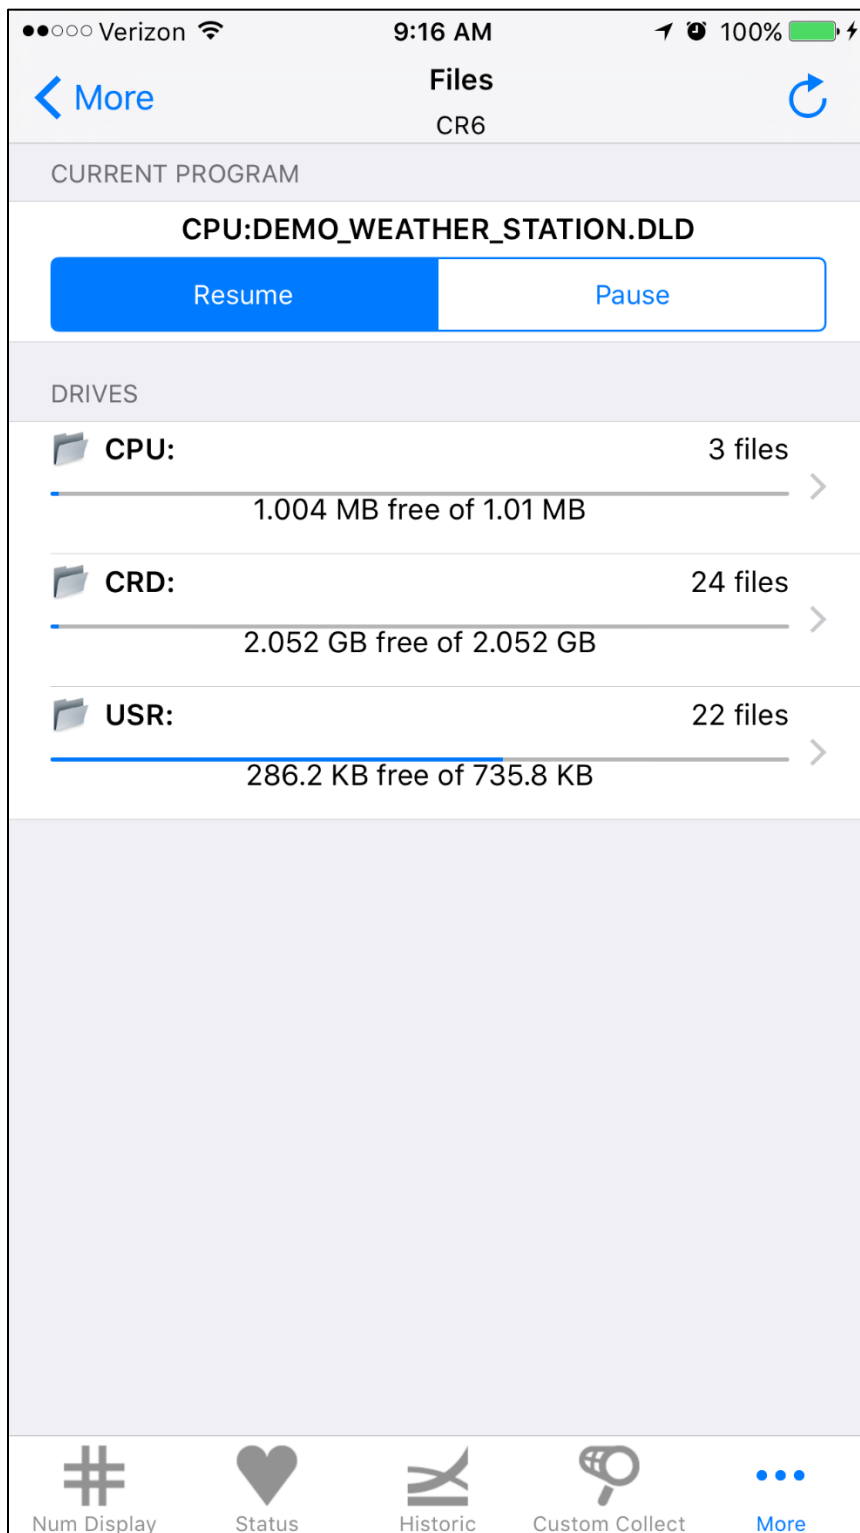 Verizon 9:16 AM 100%
More Files
CR6
CURRENT PROGRAM
CPU:DEMO_WEATHER_STATION.DLD
Resume Pause
DRIVES
CPU: 3 files
1.004 MB free of 1.01 MB
CRD: 24 files
2.052 GB free of 2.052 GB
USR: 22 files
286.2 KB free of 735.8 KB
Num Display Status Historic Custom Collect More